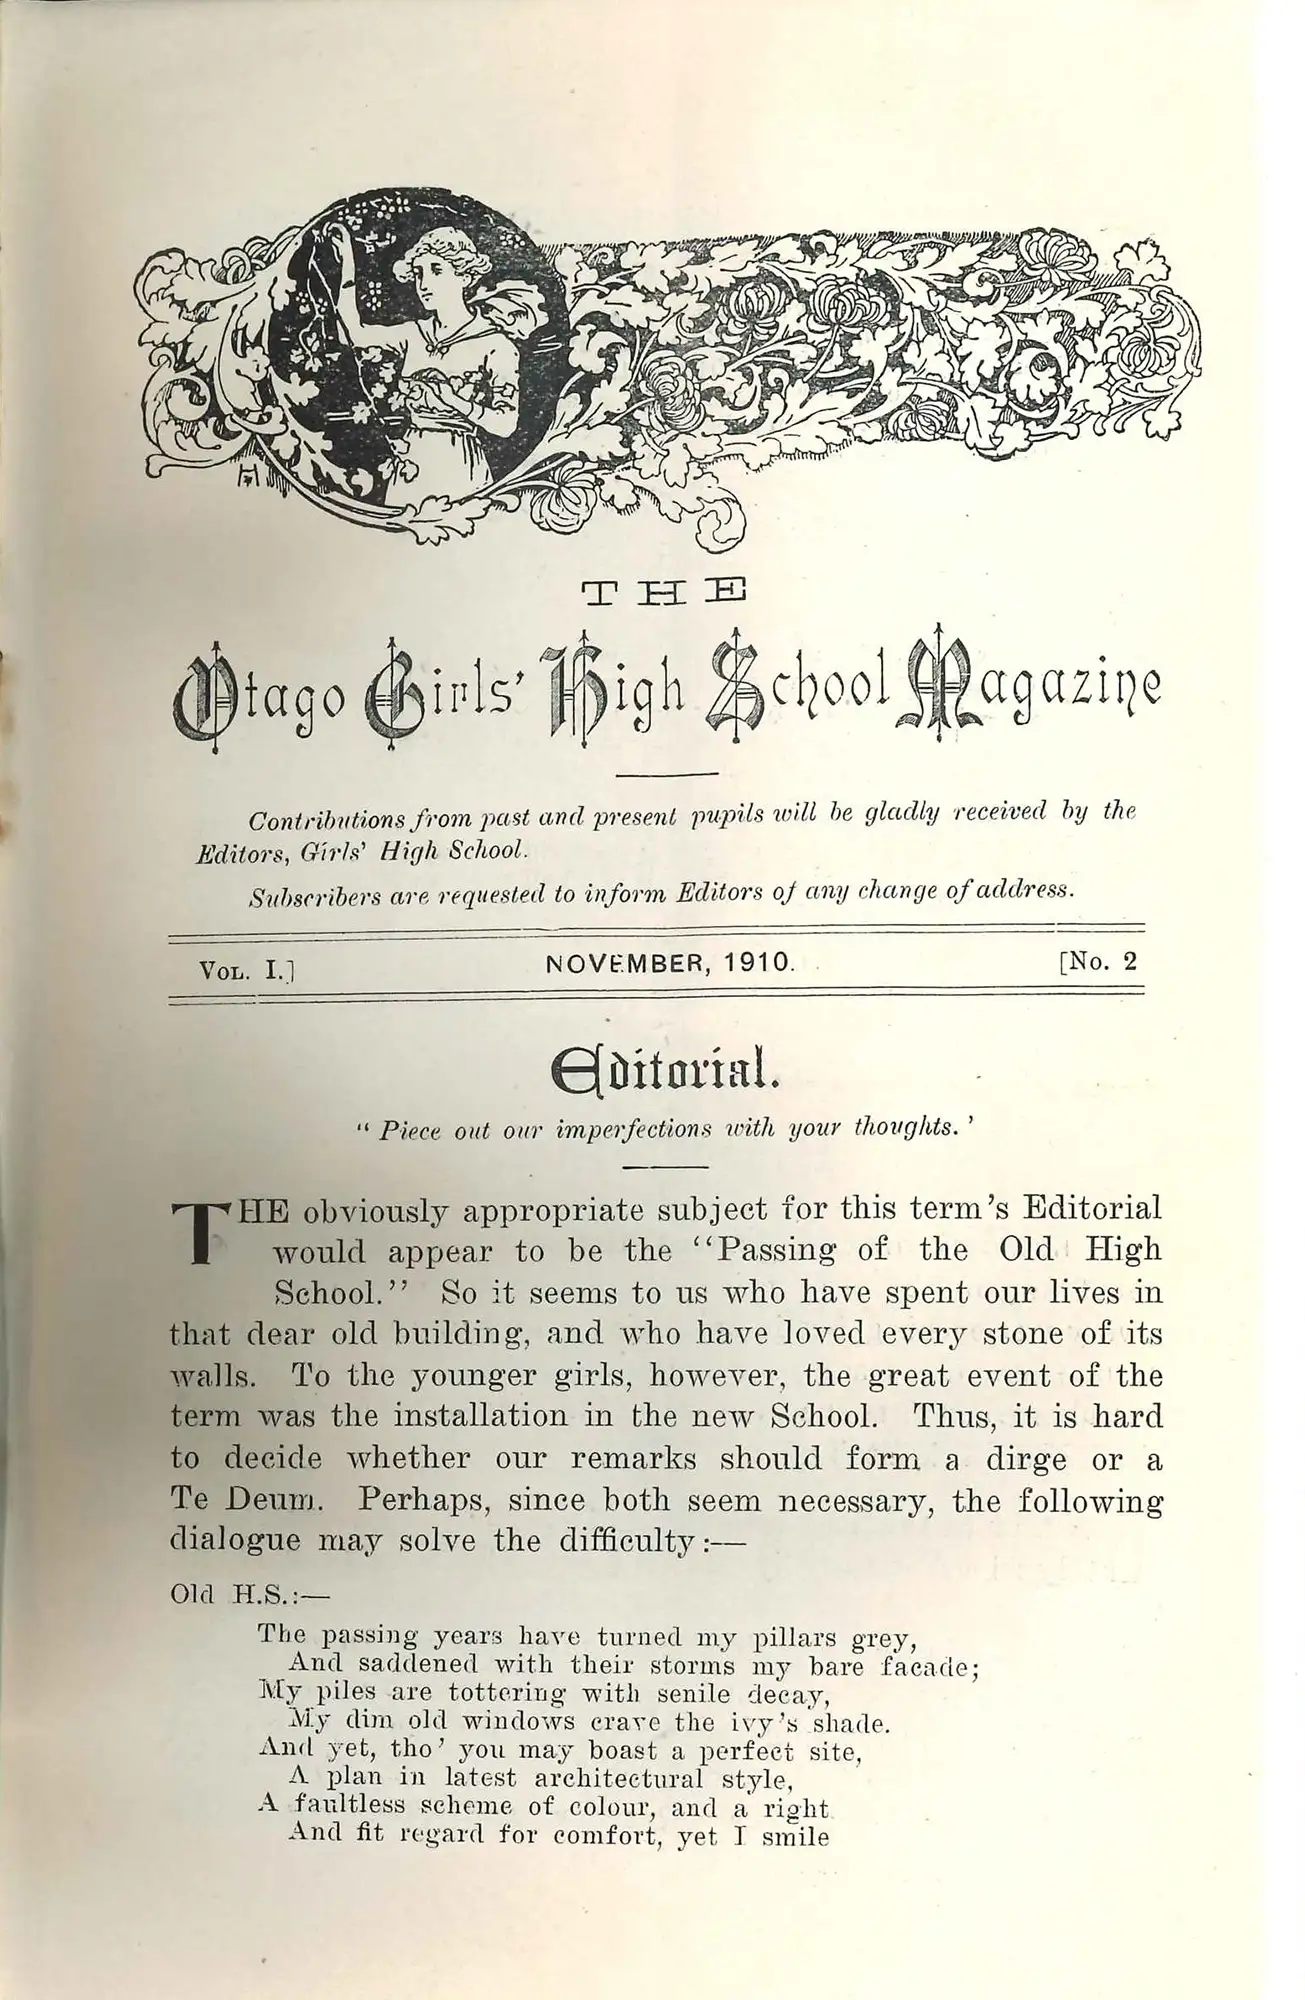 THE
Otago Girls' High School Magazine
Contributions from past and present pupils will be gladly received by the
Editors, Girls' High School.
Subscribers are requested to inform Editors of any change of address.
VOL. I.]
NOVEMBER, 1910.
[No. 2
Editorial.
" Piece out our imperfections with your thoughts. '
THE obviously appropriate subject for this term's Editorial
would appear to be the "Passing of the Old High
School." So it seems to us who have spent our lives in
that dear old building, and who have loved every stone of its
walls. To the younger girls, however, the great event of the
term was the installation in the new School. Thus, it is hard
to decide whether our remarks should form a dirge or a
Te Deum. Perhaps, since both seem necessary, the following
dialogue may solve the difficulty:—
Old H.S.:—
The passing years have turned my pillars grey,
And saddened with their storms my bare facade;
My piles are tottering with senile decay,
My dim old windows crave the ivy's shade.
And yet, tho' you may boast a perfect site,
A plan in latest architectural style,
A faultless scheme of colour, and a right
And fit regard for comfort, yet I smile